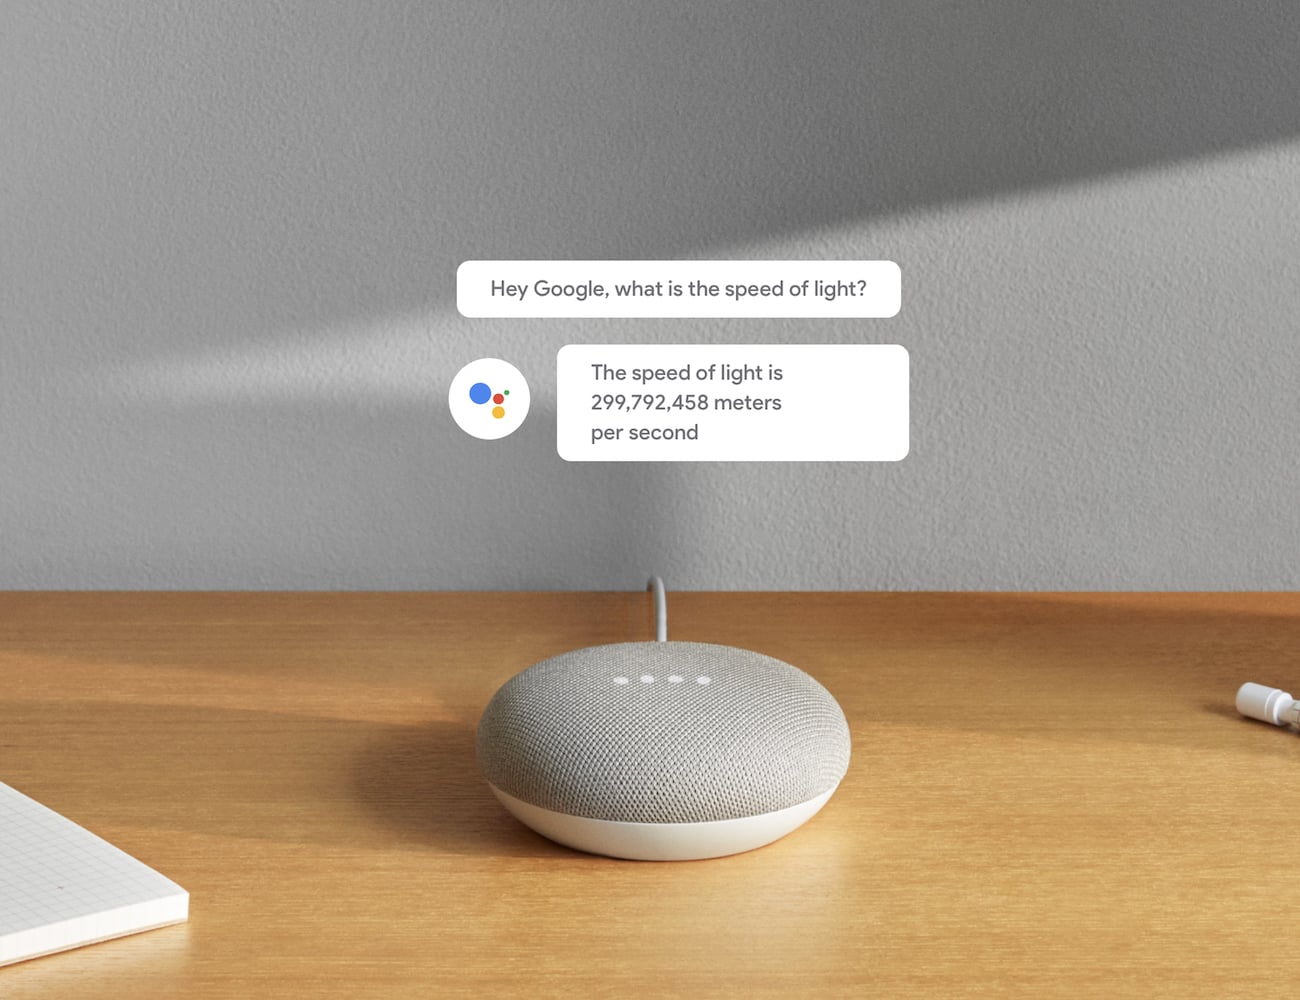 Hey Google, what is the speed of light?
The speed of light is
299,792,458 meters
per second